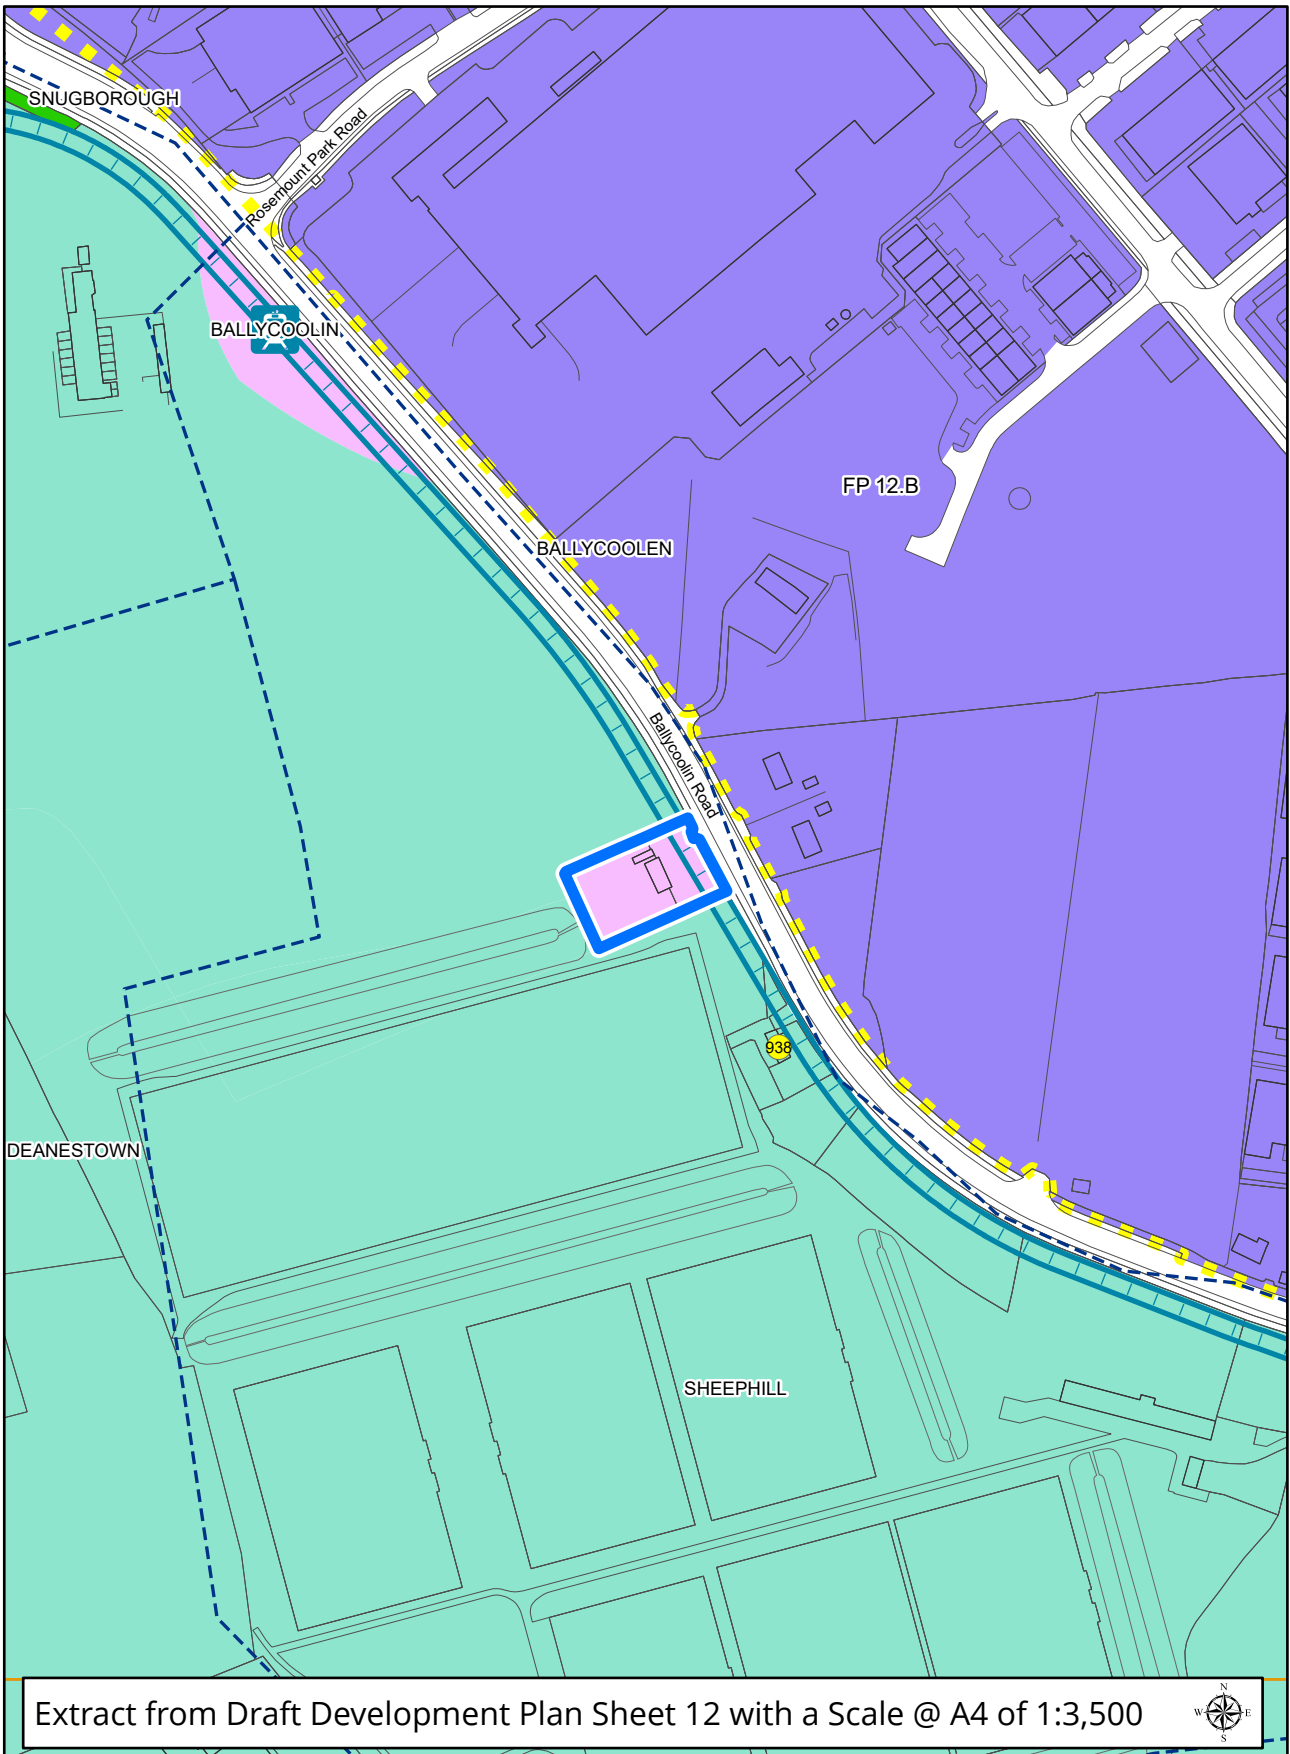 SNUGBOROUGH
Rosemount Park Road
BALLYCOOLIN
FP 12.B
BALLYCOOLEN
Ballycoolin Road
938
DEANESTOWN
SHEEPHILL
Extract from Draft Development Plan Sheet 12 with a Scale @ A4 of 1:3,500
N
W E
S